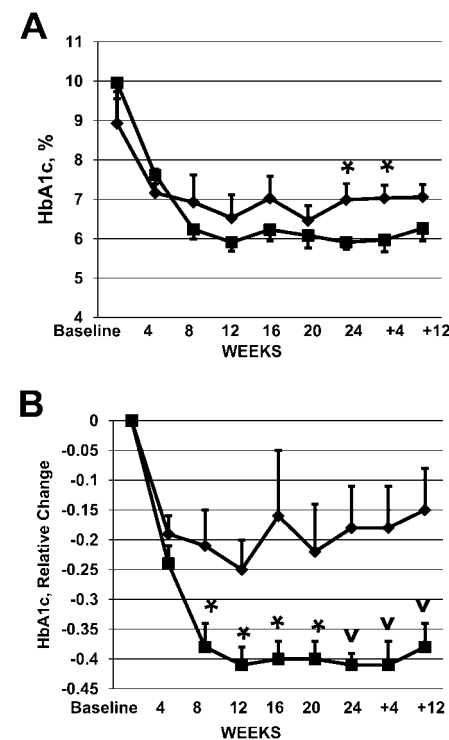 A
11
10
9
8
7
6
5
4
HbA1c, %
* *
Baseline 4 8 12 16 20 24 +4 +12
WEEKS
B
0
-0.05
-0.1
-0.15
-0.2
-0.25
-0.3
-0.35
-0.4
-0.45
HbA1c, Relative Change
* * * * v v v
Baseline 4 8 12 16 20 24 +4 +12
WEEKS